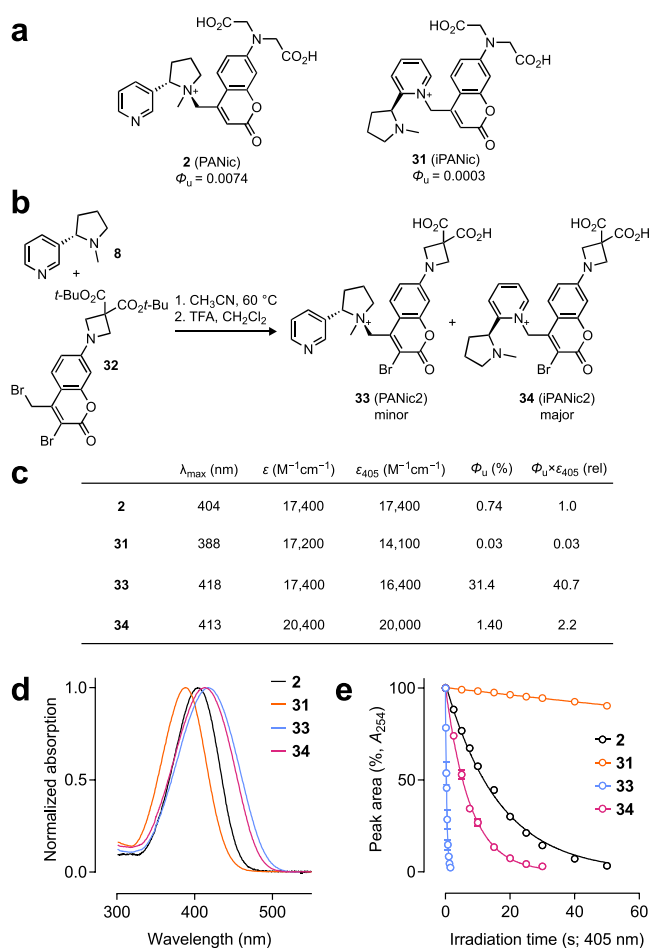 a
HO₂C
N
CO₂H
N
N⁺
O
O
2 (PANic)
Φᵤ = 0.0074
HO₂C
N
CO₂H
N⁺
N
O
O
31 (iPANic)
Φᵤ = 0.0003
b
N
N
8
+
t-BuO₂C
CO₂t-Bu
N
32
Br
Br
O
O
1. CH₃CN, 60 °C
2. TFA, CH₂Cl₂
HO₂C
CO₂H
N
N
N⁺
Br
O
O
33 (PANic2)
minor
+
HO₂C
CO₂H
N
N⁺
N
Br
O
O
34 (iPANic2)
major
c
λmax (nm) ε (M⁻¹cm⁻¹) ε₄₀₅ (M⁻¹cm⁻¹) Φᵤ (%) Φᵤ×ε₄₀₅ (rel)
2 404 17,400 17,400 0.74 1.0
31 388 17,200 14,100 0.03 0.03
33 418 17,400 16,400 31.4 40.7
34 413 20,400 20,000 1.40 2.2
d
Normalized absorption
1.0
0.5
0.0
300 400 500
Wavelength (nm)
2
31
33
34
e
Peak area (%, A₂₅₄)
100
50
0
0 20 40 60
Irradiation time (s; 405 nm)
2
31
33
34